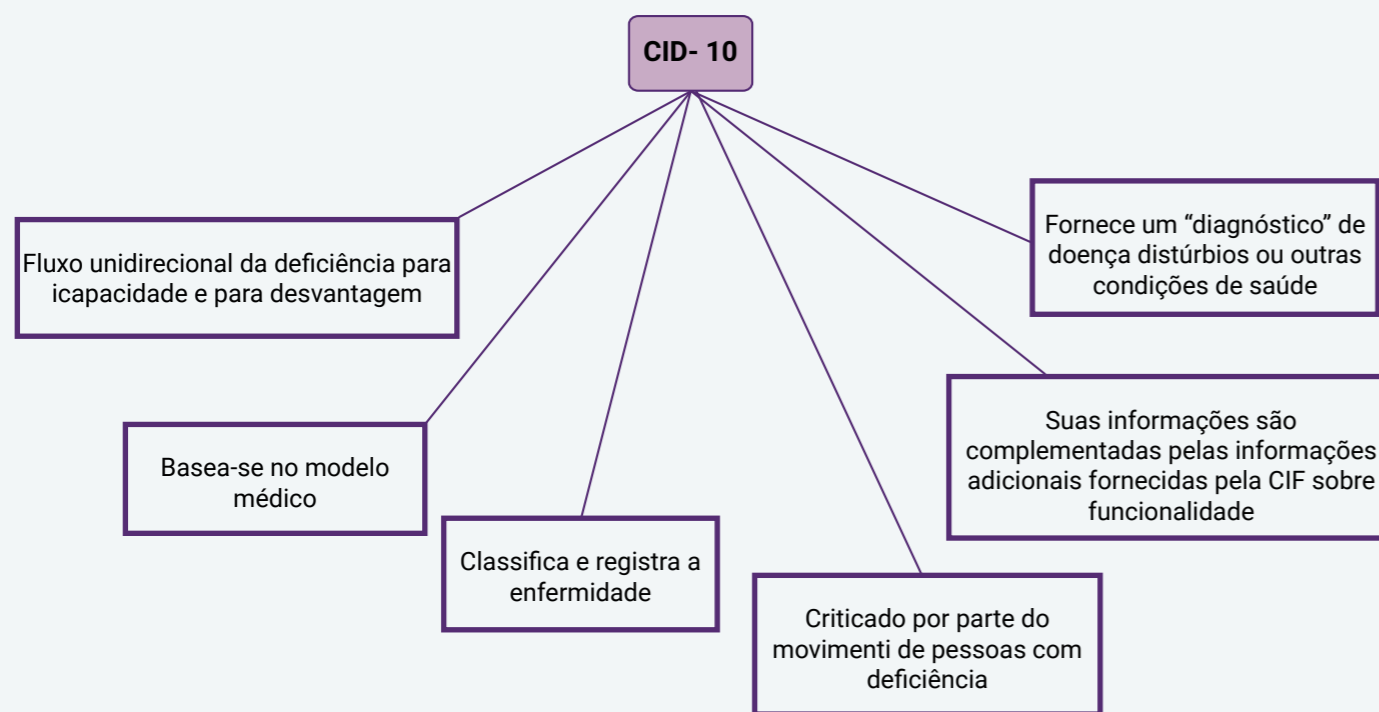 CID- 10
Fluxo unidirecional da deficiência para
icapacidade e para desvantagem
Basea-se no modelo
médico
Classifica e registra a
enfermidade
Criticado por parte do
movimenti de pessoas com
deficiência
Suas informações são
complementadas pelas informações
adicionais fornecidas pela CIF sobre
funcionalidade
Fornece um “diagnóstico” de
doença distúrbios ou outras
condições de saúde